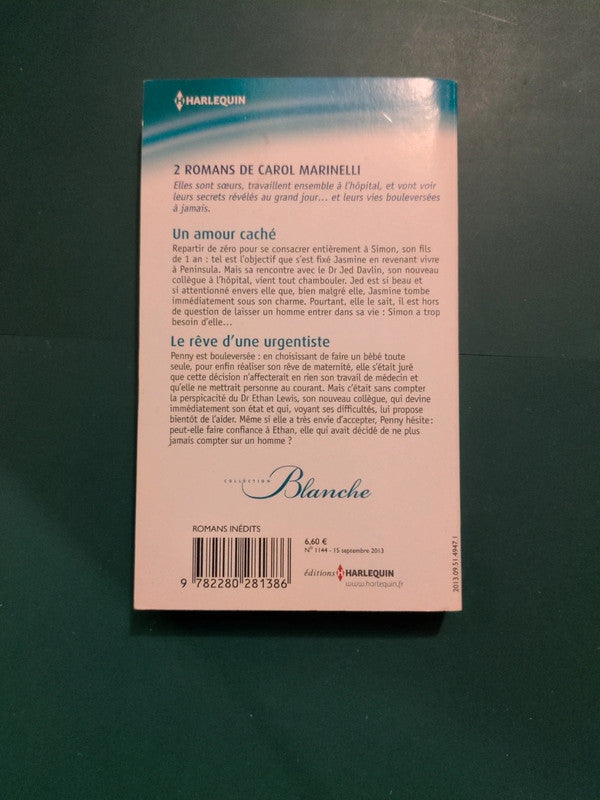 HARLEQUIN
2 ROMANS DE CAROL MARINELLI
Elles sont sœurs, travaillent ensemble à l'hôpital, et vont voir
leurs secrets révélés au grand jour... et leurs vies bouleversées
à jamais.
Un amour caché
Repartir de zéro pour se consacrer entièrement à Simon, son fils
de 1 an : tel est l'objectif que s'est fixé Jasmine en revenant vivre
à Peninsula. Mais sa rencontre avec le Dr Jed Davlin, son nouveau
collègue à l'hôpital, vient tout chambouler. Jed est si beau et
si attentionné envers elle que, bien malgré elle, Jasmine tombe
immédiatement sous son charme. Pourtant, elle le sait, il est hors
de question de laisser un homme entrer dans sa vie : Simon a trop
besoin d'elle...
Le rêve d'une urgentiste
Penny est bouleversée : en choisissant de faire un bébé toute
seule, pour enfin réaliser son rêve de maternité, elle s'était juré
que cette décision n'affecterait en rien son travail de médecin et
qu'elle ne mettrait personne au courant. Mais c'était sans compter
la perspicacité du Dr Ethan Lewis, son nouveau collègue, qui devine
immédiatement son état et qui, voyant ses difficultés, lui propose
bientôt de l'aider. Même si elle a très envie d'accepter, Penny hésite :
peut-elle faire confiance à Ethan, elle qui avait décidé de ne plus
jamais compter sur un homme ?
COLLECTION Blanche
ROMANS INÉDITS
6,60 €
N° 1144 - 15 septembre 2013
9 782280 281386
éditions HARLEQUIN
www.harlequin.fr
2013.09.51.4947.1